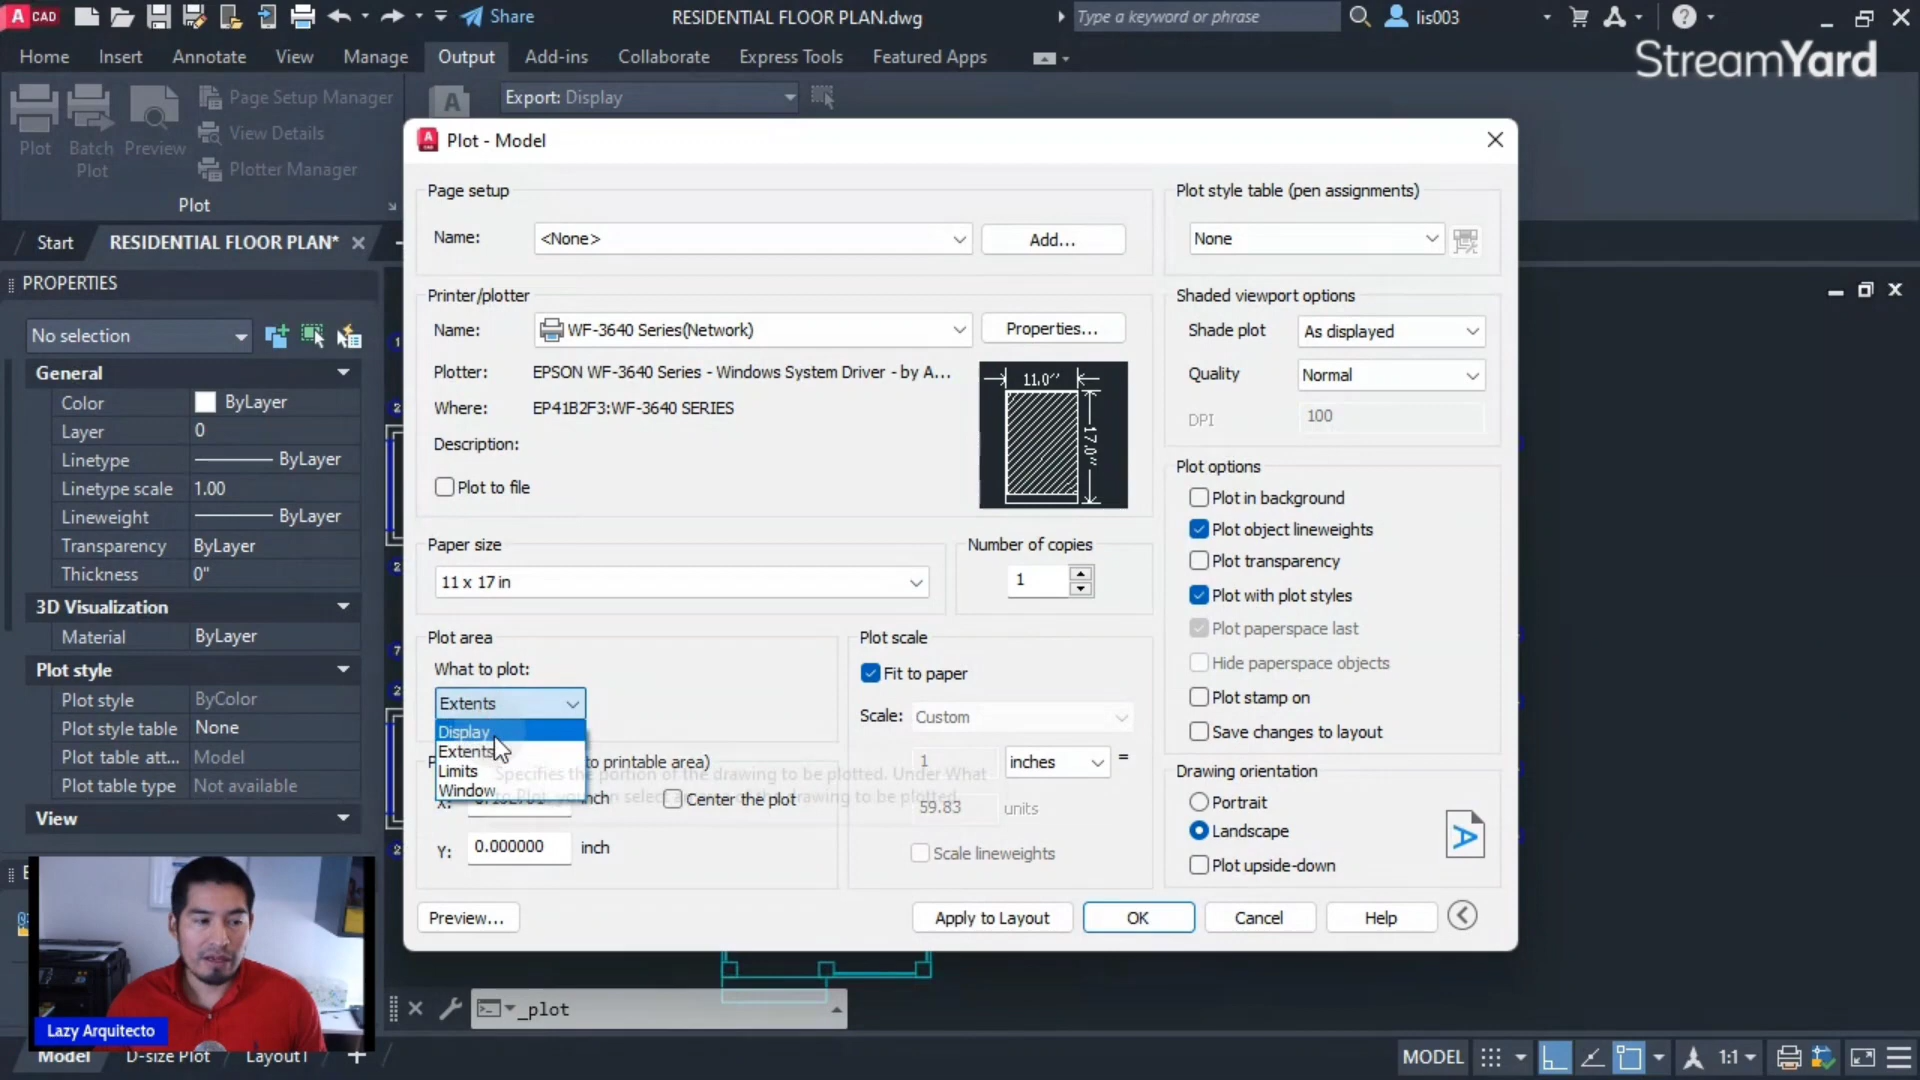 A CAD
Share
RESIDENTIAL FLOOR PLAN.dwg
Type a keyword or phrase
lis003
Home Insert Annotate View Manage Output Add-ins Collaborate Express Tools Featured Apps
StreamYard
Plot
Batch Plot
Preview
Page Setup Manager
View Details
Plotter Manager
Plot
Export: Display
Start
RESIDENTIAL FLOOR PLAN*
PROPERTIES
No selection
General
Color ByLayer
Layer 0
Linetype ByLayer
Linetype scale 1.00
Lineweight ByLayer
Transparency ByLayer
Thickness 0"
3D Visualization
Material ByLayer
Plot style
Plot style ByColor
Plot style table None
Plot table att... Model
Plot table type Not available
View
Plot - Model
Page setup
Name: <None> Add...
Printer/plotter
Name: WF-3640 Series(Network) Properties...
Plotter: EPSON WF-3640 Series - Windows System Driver - by A...
Where: EP41B2F3:WF-3640 SERIES
Description:
Plot to file
11.0″
17.0″
Paper size
11 x 17 in
Number of copies
1
Plot area
What to plot:
Extents
Display
Extents
Limits
Window
to printable area)
X: inch
Center the plot
Y: 0.000000 inch
Specifies the portion of the drawing to be plotted. Under What
Plot scale
Fit to paper
Scale: Custom
1 inches =
59.83 units
Scale lineweights
Plot style table (pen assignments)
None
Shaded viewport options
Shade plot As displayed
Quality Normal
DPI 100
Plot options
Plot in background
Plot object lineweights
Plot transparency
Plot with plot styles
Plot paperspace last
Hide paperspace objects
Plot stamp on
Save changes to layout
Drawing orientation
Portrait
Landscape
Plot upside-down
A
Preview... Apply to Layout OK Cancel Help
_plot
Lazy Arquitecto
Model D-size Plot Layout1
MODEL 1:1